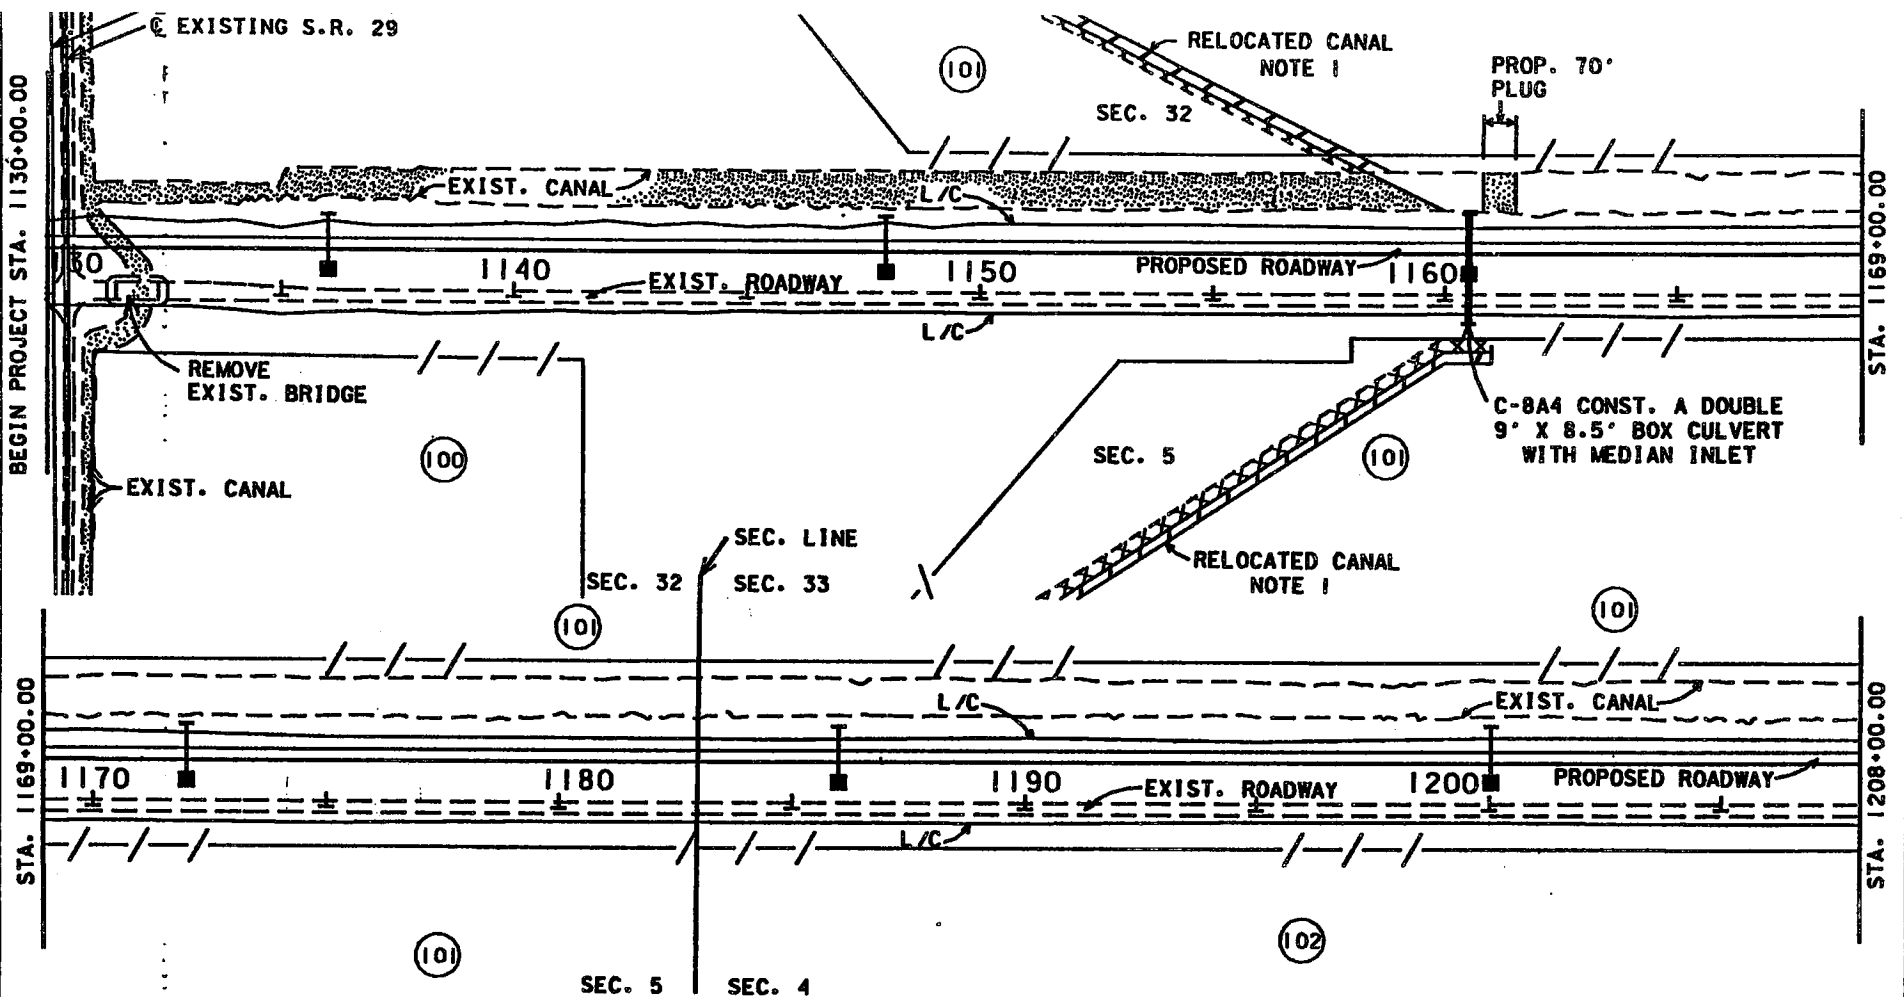 BEGIN PROJECT STA. 1130+00.00
℄ EXISTING S.R. 29
101
RELOCATED CANAL
NOTE 1
PROP. 70'
PLUG
SEC. 32
EXIST. CANAL
L/C
STA. 1169+00.00
1140
EXIST. ROADWAY
1150
PROPOSED ROADWAY
1160
L/C
REMOVE
EXIST. BRIDGE
C-8A4 CONST. A DOUBLE
9' X 8.5' BOX CULVERT
WITH MEDIAN INLET
100
SEC. 5
101
EXIST. CANAL
SEC. LINE
RELOCATED CANAL
NOTE 1
SEC. 32
SEC. 33
101
101
STA. 1169+00.00
L/C
EXIST. CANAL
STA. 1208+00.00
1170
1180
1190
EXIST. ROADWAY
1200
PROPOSED ROADWAY
L/C
101
102
SEC. 5
SEC. 4